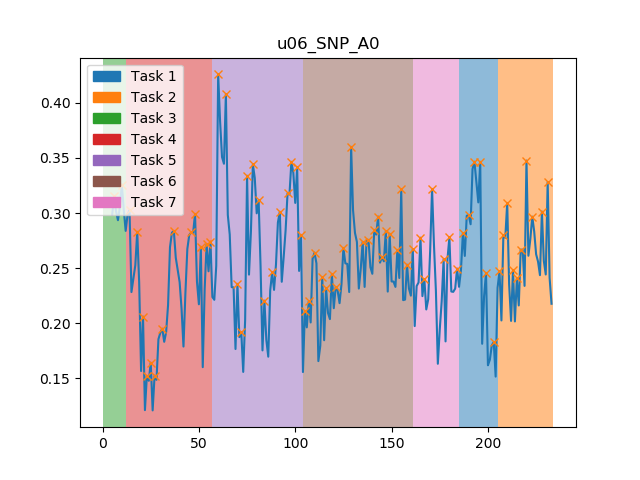 u06_SNP_A0
Task 1
Task 2
Task 3
Task 4
Task 5
Task 6
Task 7
0.40
0.35
0.30
0.25
0.20
0.15
0 50 100 150 200